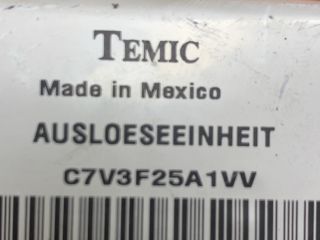 TEMIC
Made in Mexico
AUSLOESEEINHEIT
C7V3F25A1VV